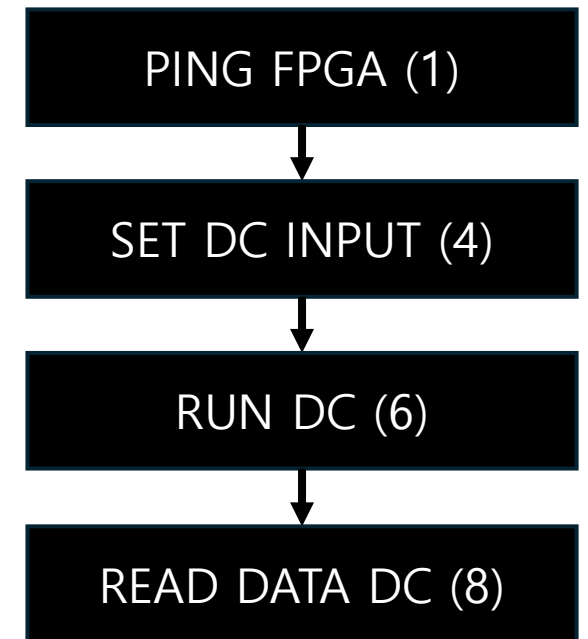 PING FPGA (1)
SET DC INPUT (4)
RUN DC (6)
READ DATA DC (8)